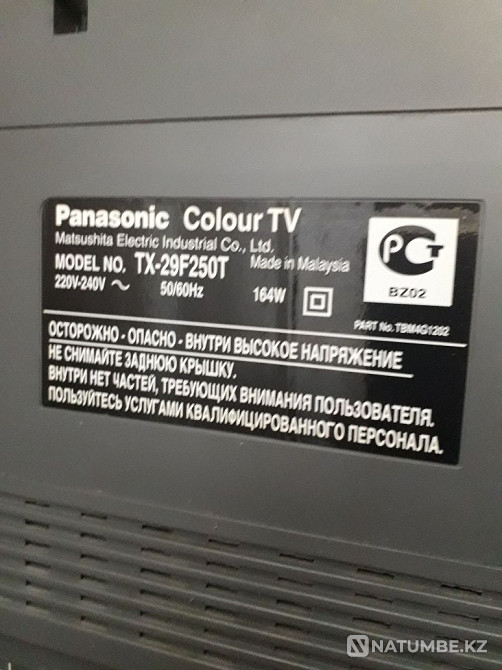 Panasonic Colour TV
Matsushita Electric Industrial Co., Ltd.
MODEL NO. TX-29F250T Made in Malaysia
220V-240V ~ 50/60Hz 164W
РСТ
BZ02
PART No. TBM4G1202
ОСТОРОЖНО - ОПАСНО - ВНУТРИ ВЫСОКОЕ НАПРЯЖЕНИЕ
НЕ СНИМАЙТЕ ЗАДНЮЮ КРЫШКУ.
ВНУТРИ НЕТ ЧАСТЕЙ, ТРЕБУЮЩИХ ВНИМАНИЯ ПОЛЬЗОВАТЕЛЯ.
ПОЛЬЗУЙТЕСЬ УСЛУГАМИ КВАЛИФИЦИРОВАННОГО ПЕРСОНАЛА.
NATUMBE.KZ